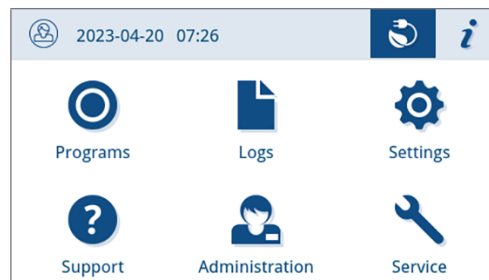 2023-04-20 07:26
i
Programs
Logs
Settings
?
Support
Administration
Service